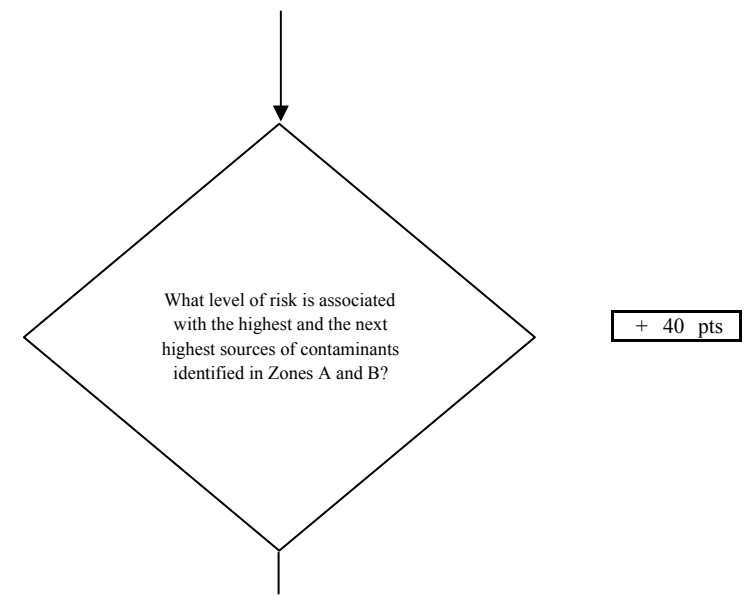 What level of risk is associated
with the highest and the next
highest sources of contaminants
identified in Zones A and B?
+ 40 pts